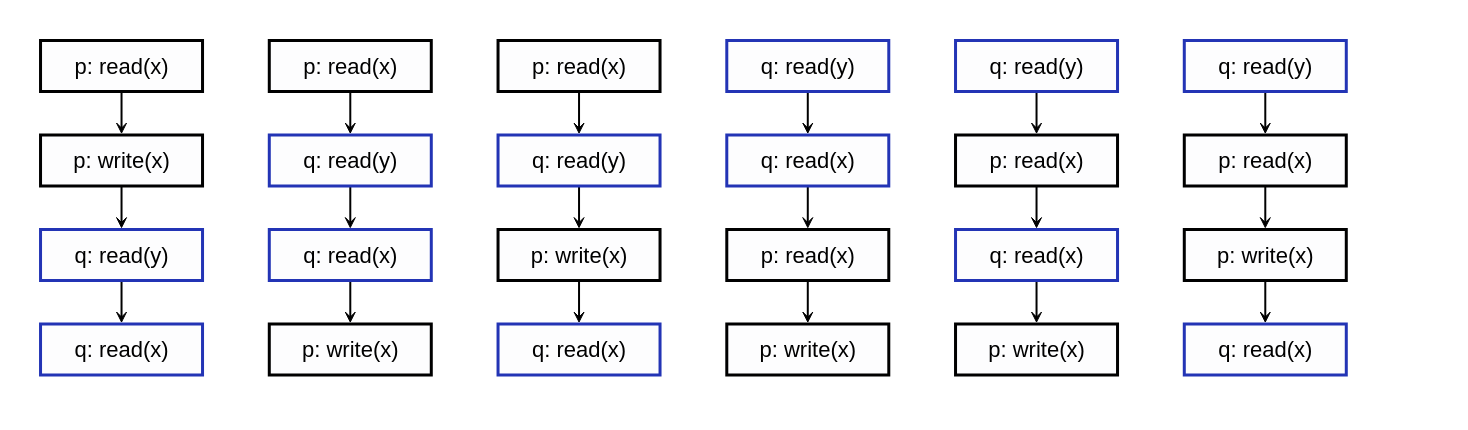 p: read(x)
p: write(x)
q: read(y)
q: read(x)
p: read(x)
q: read(y)
q: read(x)
p: write(x)
p: read(x)
q: read(y)
p: write(x)
q: read(x)
q: read(y)
q: read(x)
p: read(x)
p: write(x)
q: read(y)
p: read(x)
q: read(x)
p: write(x)
q: read(y)
p: read(x)
p: write(x)
q: read(x)